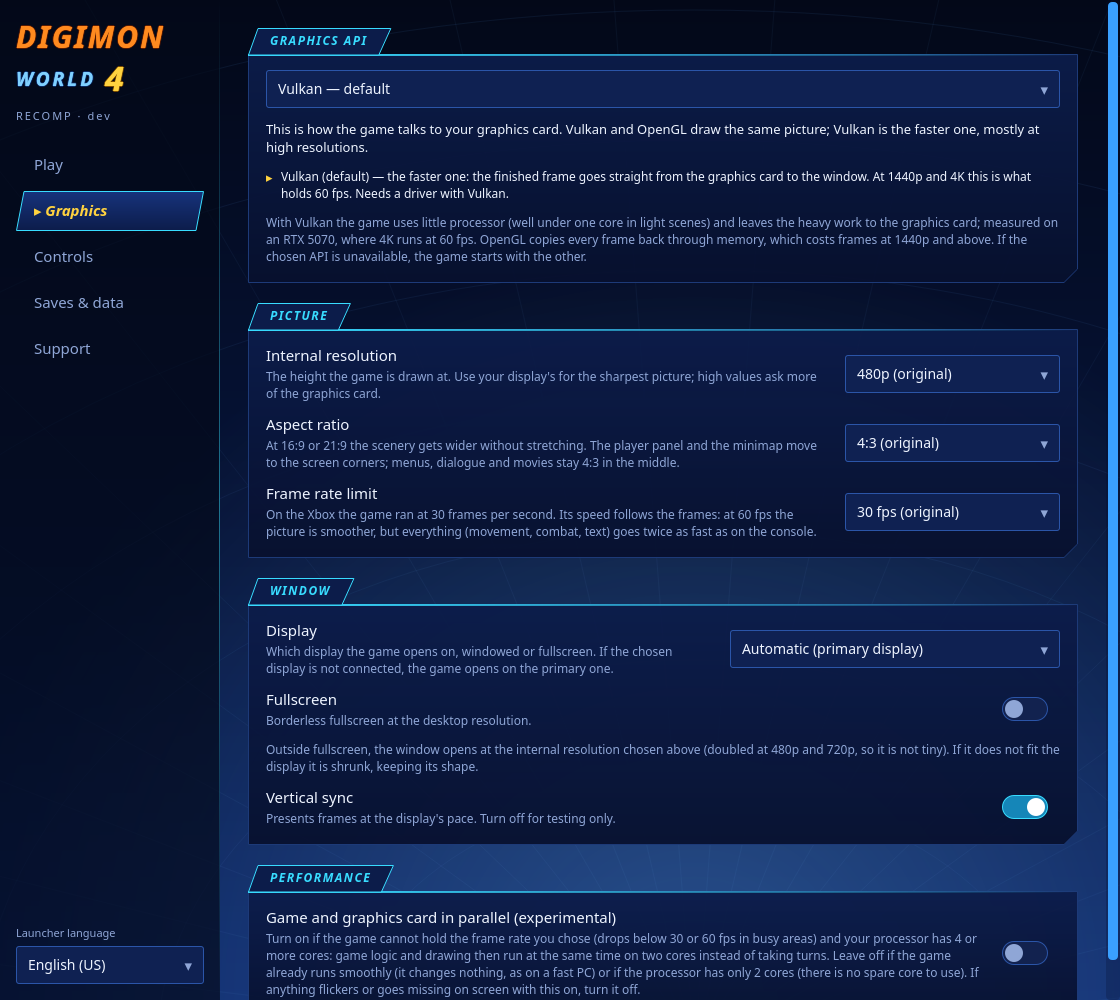 DIGIMON
WORLD 4
RECOMP · dev
Play
▸ Graphics
Controls
Saves & data
Support
Launcher language
English (US)
GRAPHICS API
Vulkan — default
This is how the game talks to your graphics card. Vulkan and OpenGL draw the same picture; Vulkan is the faster one, mostly at
high resolutions.
▸ Vulkan (default) — the faster one: the finished frame goes straight from the graphics card to the window. At 1440p and 4K this is what
holds 60 fps. Needs a driver with Vulkan.
With Vulkan the game uses little processor (well under one core in light scenes) and leaves the heavy work to the graphics card; measured on
an RTX 5070, where 4K runs at 60 fps. OpenGL copies every frame back through memory, which costs frames at 1440p and above. If the
chosen API is unavailable, the game starts with the other.
PICTURE
Internal resolution
The height the game is drawn at. Use your display's for the sharpest picture; high values ask more
of the graphics card.
480p (original)
Aspect ratio
At 16:9 or 21:9 the scenery gets wider without stretching. The player panel and the minimap move
to the screen corners; menus, dialogue and movies stay 4:3 in the middle.
4:3 (original)
Frame rate limit
On the Xbox the game ran at 30 frames per second. Its speed follows the frames: at 60 fps the
picture is smoother, but everything (movement, combat, text) goes twice as fast as on the console.
30 fps (original)
WINDOW
Display
Which display the game opens on, windowed or fullscreen. If the chosen
display is not connected, the game opens on the primary one.
Automatic (primary display)
Fullscreen
Borderless fullscreen at the desktop resolution.
Outside fullscreen, the window opens at the internal resolution chosen above (doubled at 480p and 720p, so it is not tiny). If it does not fit the
display it is shrunk, keeping its shape.
Vertical sync
Presents frames at the display's pace. Turn off for testing only.
PERFORMANCE
Game and graphics card in parallel (experimental)
Turn on if the game cannot hold the frame rate you chose (drops below 30 or 60 fps in busy areas) and your processor has 4 or
more cores: game logic and drawing then run at the same time on two cores instead of taking turns. Leave off if the game
already runs smoothly (it changes nothing, as on a fast PC) or if the processor has only 2 cores (there is no spare core to use). If
anything flickers or goes missing on screen with this on, turn it off.